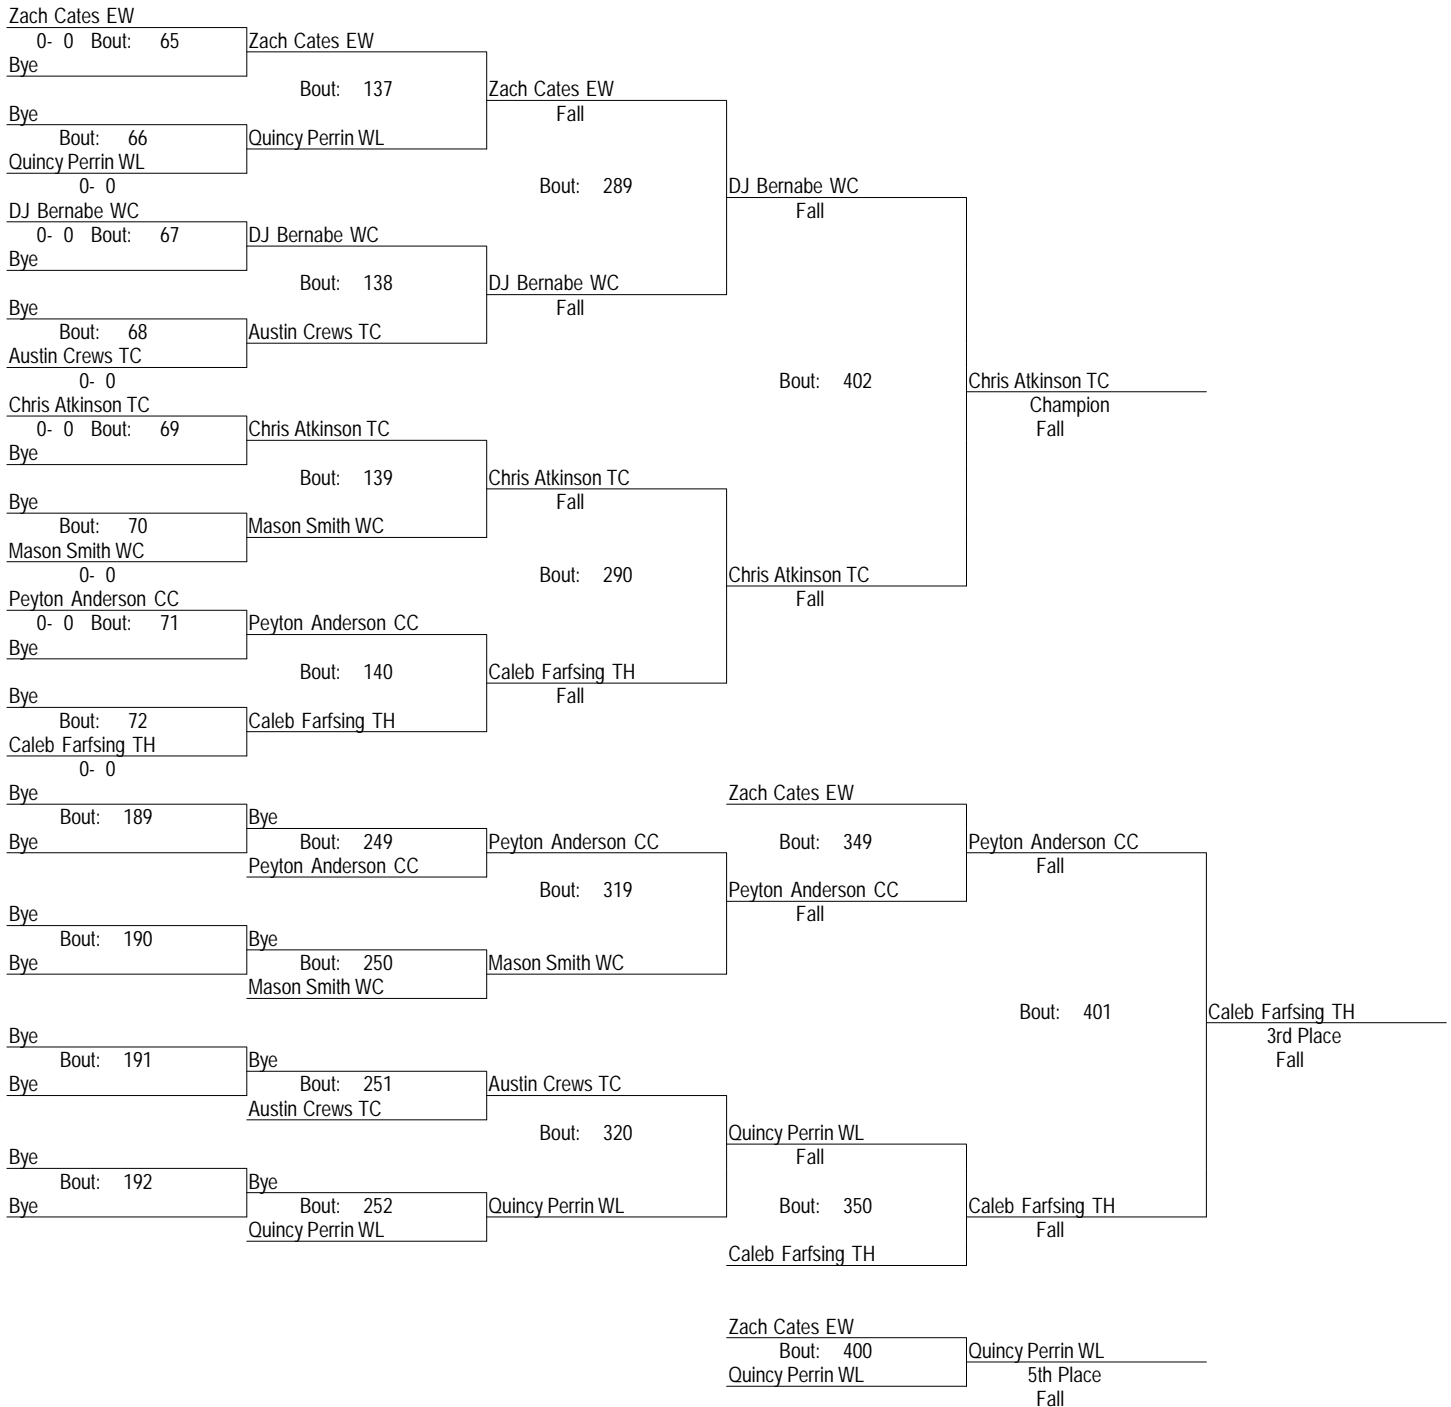 Zach Cates EW
0- 0 Bout: 65 Zach Cates EW
Bye
Bout: 137 Zach Cates EW
Bye Fall
Bout: 66 Quincy Perrin WL
Quincy Perrin WL
0- 0 Bout: 289 DJ Bernabe WC
DJ Bernabe WC Fall
0- 0 Bout: 67 DJ Bernabe WC
Bye
Bout: 138 DJ Bernabe WC
Bye Fall
Bout: 68 Austin Crews TC
Austin Crews TC
0- 0 Bout: 402 Chris Atkinson TC
Chris Atkinson TC Champion
0- 0 Bout: 69 Chris Atkinson TC Fall
Bye
Bout: 139 Chris Atkinson TC
Bye Fall
Bout: 70 Mason Smith WC
Mason Smith WC
0- 0 Bout: 290 Chris Atkinson TC
Peyton Anderson CC Fall
0- 0 Bout: 71 Peyton Anderson CC
Bye
Bout: 140 Caleb Farfsing TH
Bye Fall
Bout: 72 Caleb Farfsing TH
Caleb Farfsing TH
0- 0
Bye Zach Cates EW
Bout: 189 Bye
Bye Bout: 249 Peyton Anderson CC Bout: 349 Peyton Anderson CC
Peyton Anderson CC Fall
Bout: 319 Peyton Anderson CC
Bye Fall
Bout: 190 Bye
Bye Bout: 250 Mason Smith WC
Mason Smith WC
Bout: 401 Caleb Farfsing TH
Bye 3rd Place
Bout: 191 Bye Fall
Bye Bout: 251 Austin Crews TC
Austin Crews TC
Bout: 320 Quincy Perrin WL
Bye Fall
Bout: 192 Bye
Bye Bout: 252 Quincy Perrin WL Bout: 350 Caleb Farfsing TH
Quincy Perrin WL Fall
Caleb Farfsing TH
Zach Cates EW
Bout: 400 Quincy Perrin WL
Quincy Perrin WL 5th Place
Fall